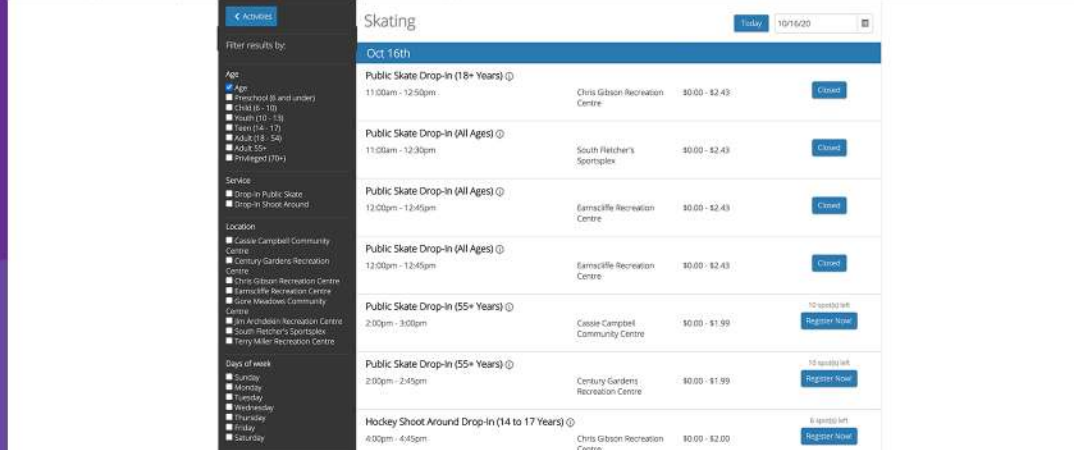 Activities
Filter results by:
Age
Age
Preschool (6 and under)
Child (6 - 10)
Youth (10 - 13)
Teen (14 - 17)
Adult (18 - 54)
Adult 55+
Privileged (70+)
Service
Drop-In Public Skate
Drop-In Shoot Around
Location
Cassie Campbell Community
Centre
Century Gardens Recreation
Centre
Chris Gibson Recreation Centre
Earnscliffe Recreation Centre
Gore Meadows Community
Centre
Jim Archdekin Recreation Centre
South Fletcher's Sportsplex
Terry Miller Recreation Centre
Days of week
Sunday
Monday
Tuesday
Wednesday
Thursday
Friday
Saturday
Skating
Today 10/16/20
Oct 16th
Public Skate Drop-In (18+ Years)
11:00am - 12:50pm Chris Gibson Recreation $0.00 - $2.43 Closed
Centre
Public Skate Drop-In (All Ages)
11:00am - 12:30pm South Fletcher's $0.00 - $2.43 Closed
Sportsplex
Public Skate Drop-In (All Ages)
12:00pm - 12:45pm Earnscliffe Recreation $0.00 - $2.43 Closed
Centre
Public Skate Drop-In (All Ages)
12:00pm - 12:45pm Earnscliffe Recreation $0.00 - $2.43 Closed
Centre
Public Skate Drop-In (55+ Years) 10 spot(s) left
2:00pm - 3:00pm Cassie Campbell $0.00 - $1.99 Register Now!
Community Centre
Public Skate Drop-In (55+ Years) 10 spot(s) left
2:00pm - 2:45pm Century Gardens $0.00 - $1.99 Register Now!
Recreation Centre
Hockey Shoot Around Drop-In (14 to 17 Years) 6 spot(s) left
4:00pm - 4:45pm Chris Gibson Recreation $0.00 - $2.00 Register Now!
Centre